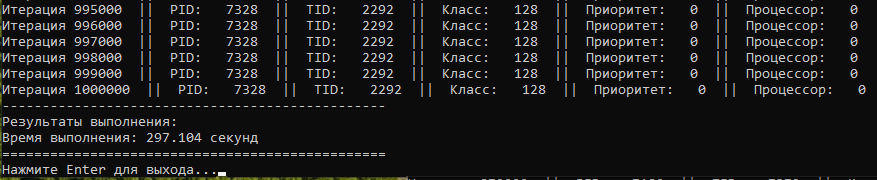 Итерация 995000 || PID: 7328 || TID: 2292 || Класс: 128 || Приоритет: 0 || Процессор: 0
Итерация 996000 || PID: 7328 || TID: 2292 || Класс: 128 || Приоритет: 0 || Процессор: 0
Итерация 997000 || PID: 7328 || TID: 2292 || Класс: 128 || Приоритет: 0 || Процессор: 0
Итерация 998000 || PID: 7328 || TID: 2292 || Класс: 128 || Приоритет: 0 || Процессор: 0
Итерация 999000 || PID: 7328 || TID: 2292 || Класс: 128 || Приоритет: 0 || Процессор: 0
Итерация 1000000 || PID: 7328 || TID: 2292 || Класс: 128 || Приоритет: 0 || Процессор: 0
------------------------------------------------
Результаты выполнения:
Время выполнения: 297.104 секунд
================================================
Нажмите Enter для выхода...